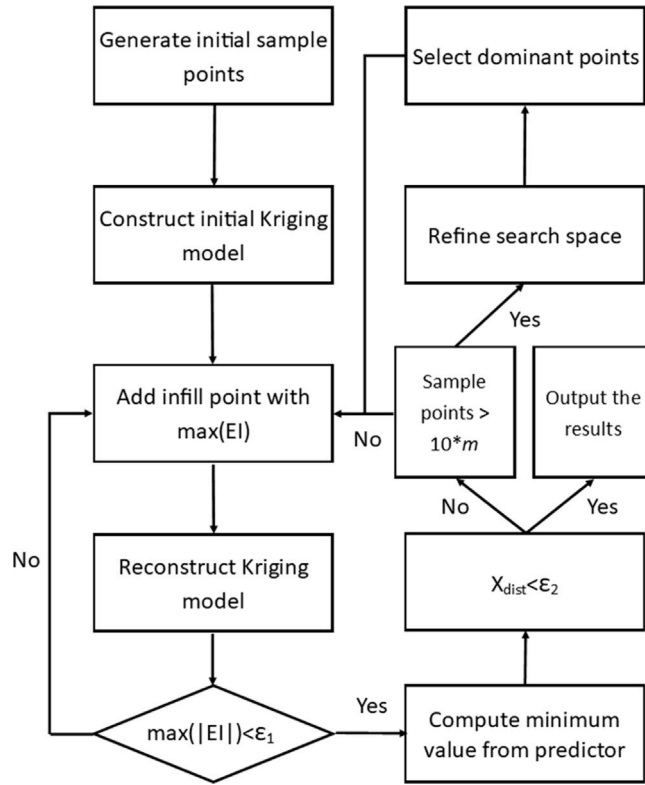 Generate initial sample
points
Construct initial Kriging
model
Add infill point with
max(EI)
Reconstruct Kriging
model
No
max(|EI|)<ε₁
Yes
Select dominant points
Refine search space
Yes
Sample
points >
10*m
No
Output the
results
No
Yes
X_dist<ε₂
Compute minimum
value from predictor